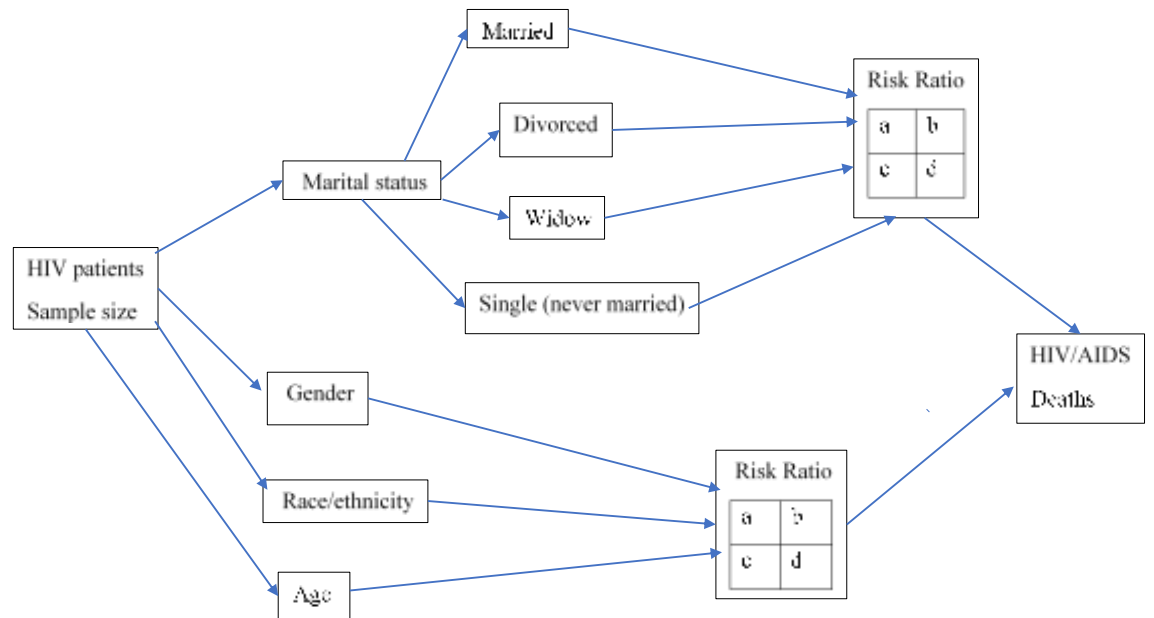 Married
Risk Ratio
a b
c d
Divorced
Marital status
Widow
HIV patients
Sample size
Single (never married)
HIV/AIDS
Deaths
Gender
Risk Ratio
a b
c d
Race/ethnicity
Age